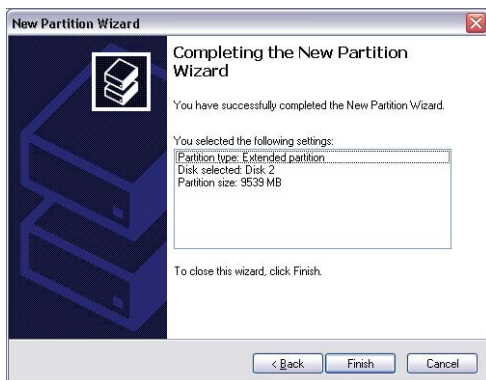 New Partition Wizard
Completing the New Partition
Wizard
You have successfully completed the New Partition Wizard.
You selected the following settings:
Partition type: Extended partition
Disk selected: Disk 2
Partition size: 9539 MB
To close this wizard, click Finish.
< Back Finish Cancel